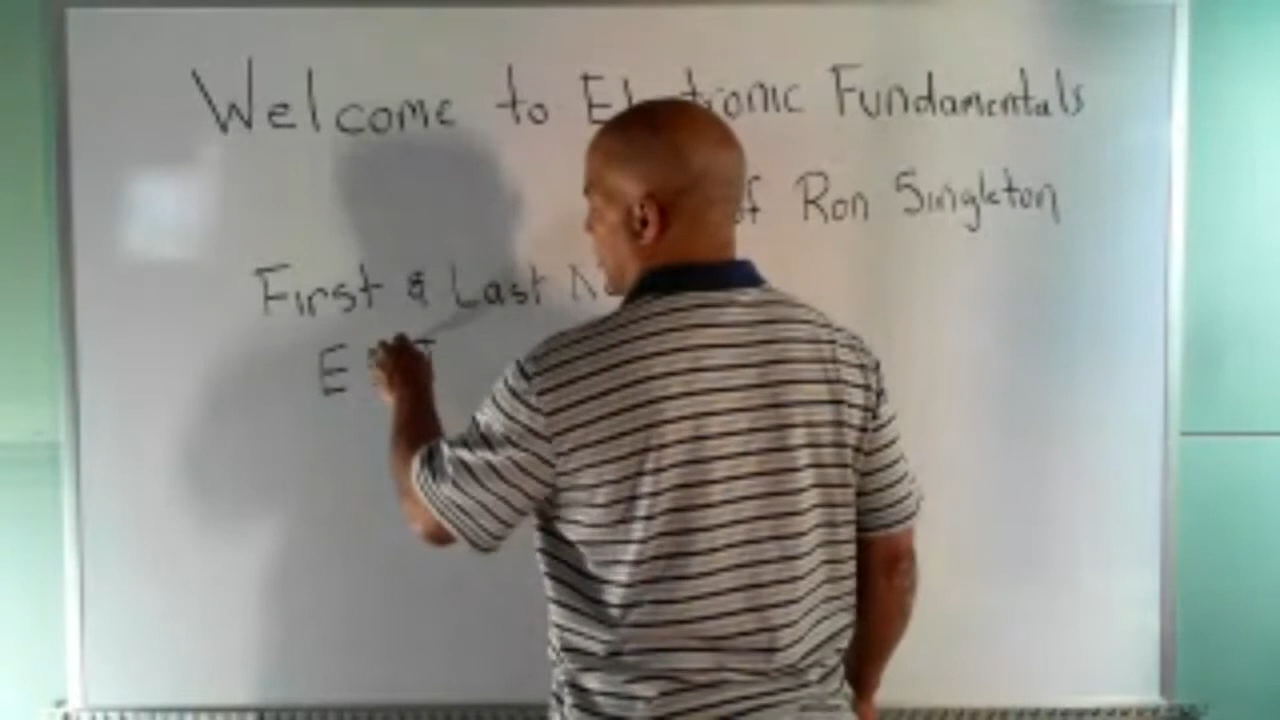 Welcome to Electronic Fundamentals
of Ron Singleton
First & Last
E